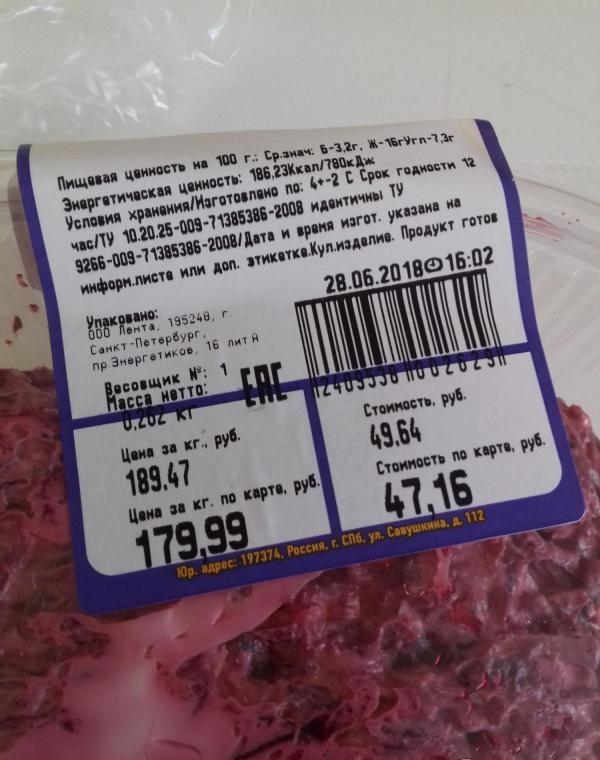 Пищевая ценность на 100 г.: Ср.знач: Б-3,2г, Ж-16гУгл-7,3г
Энергетическая ценность: 186,23Ккал/780кДж
Условия хранения/Изготовлено по: 4+-2 С Срок годности 12
час/ТУ 10.20.25-009-71385386-2008 идентичны ТУ
9266-009-71385386-2008/Дата и время изгот. указана на
информ.листе или доп. этикетке.Кул.изделие. Продукт готов
28.06.2018 16:02
Упаковано:
ООО Лента, 195248, г.
Санкт-Петербург,
пр.Энергетиков, 16 лит А
Весовщик №: 1
Масса нетто:
0,262 кг
EAC
Цена за кг., руб.
189.47
Цена за кг. по карте, руб.
179,99
Стоимость, руб.
49.64
Стоимость по карте, руб.
47,16
Юр. адрес: 197374, Россия, г. СПб, ул. Савушкина, д. 112